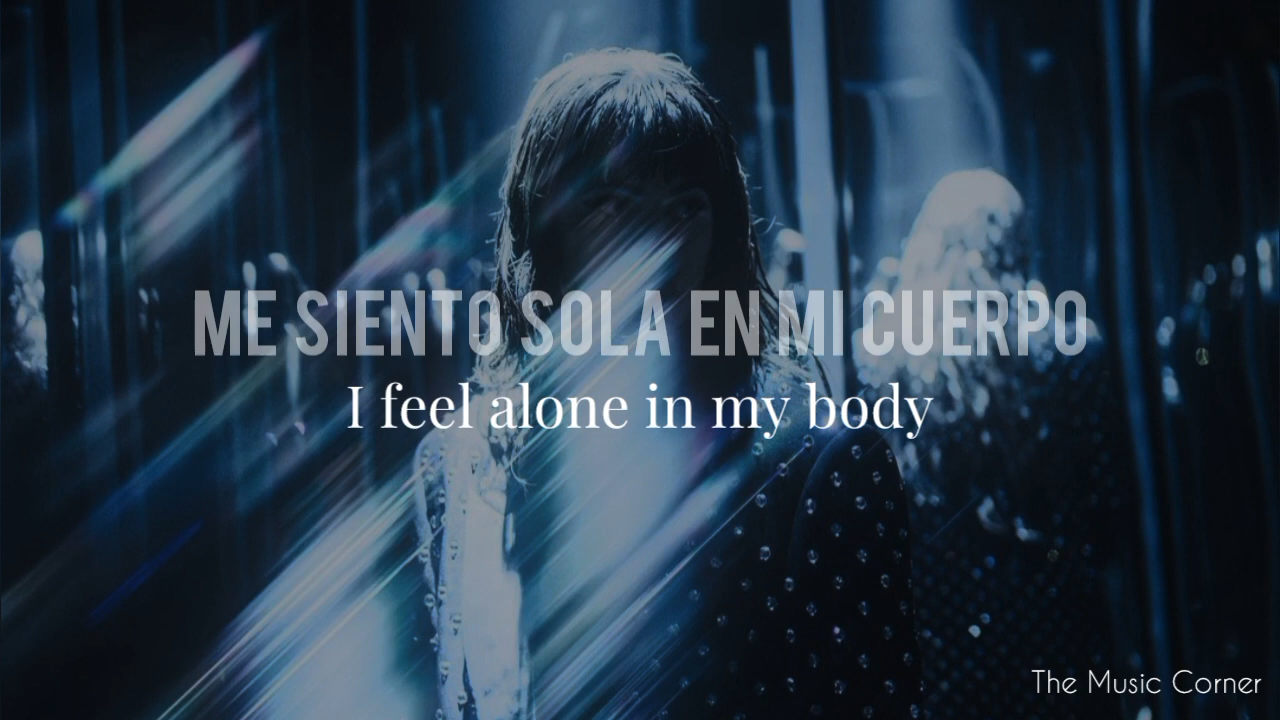 ME SIENTO SOLA EN MI CUERPO
I feel alone in my body
The Music Corner